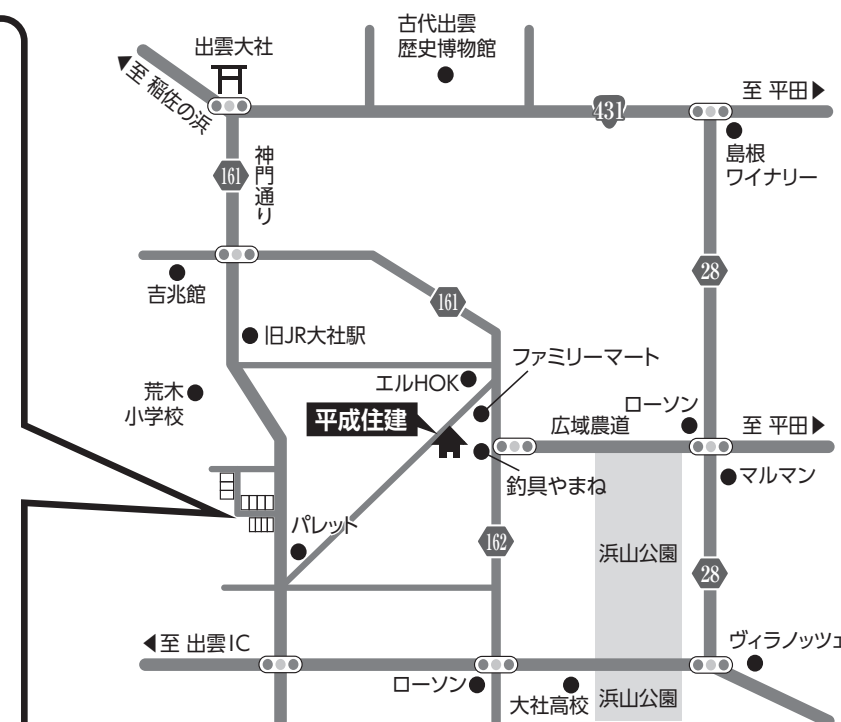 古代出雲
歴史博物館
出雲大社
▼至 稲佐の浜
431
至 平田▶
島根
ワイナリー
161
神門通り
28
吉兆館
161
旧JR大社駅
ファミリーマート
エルHOK
荒木
小学校
平成住建
ローソン
広域農道
至 平田▶
マルマン
釣具やまね
パレット
162
浜山公園
28
◀至 出雲IC
ヴィラノッツェ
ローソン
大社高校
浜山公園